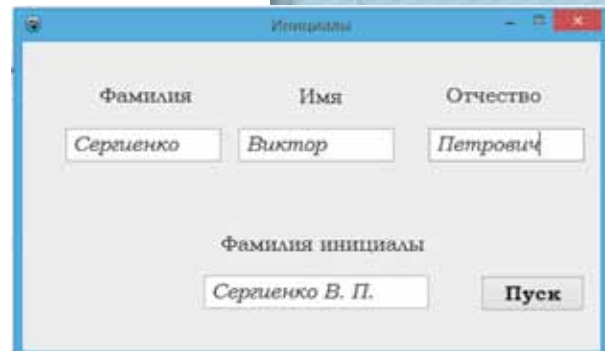 Инициалы
Фамилия Имя Отчество
Сергиенко Виктор Петрович
Фамилия инициалы
Сергиенко В. П. Пуск